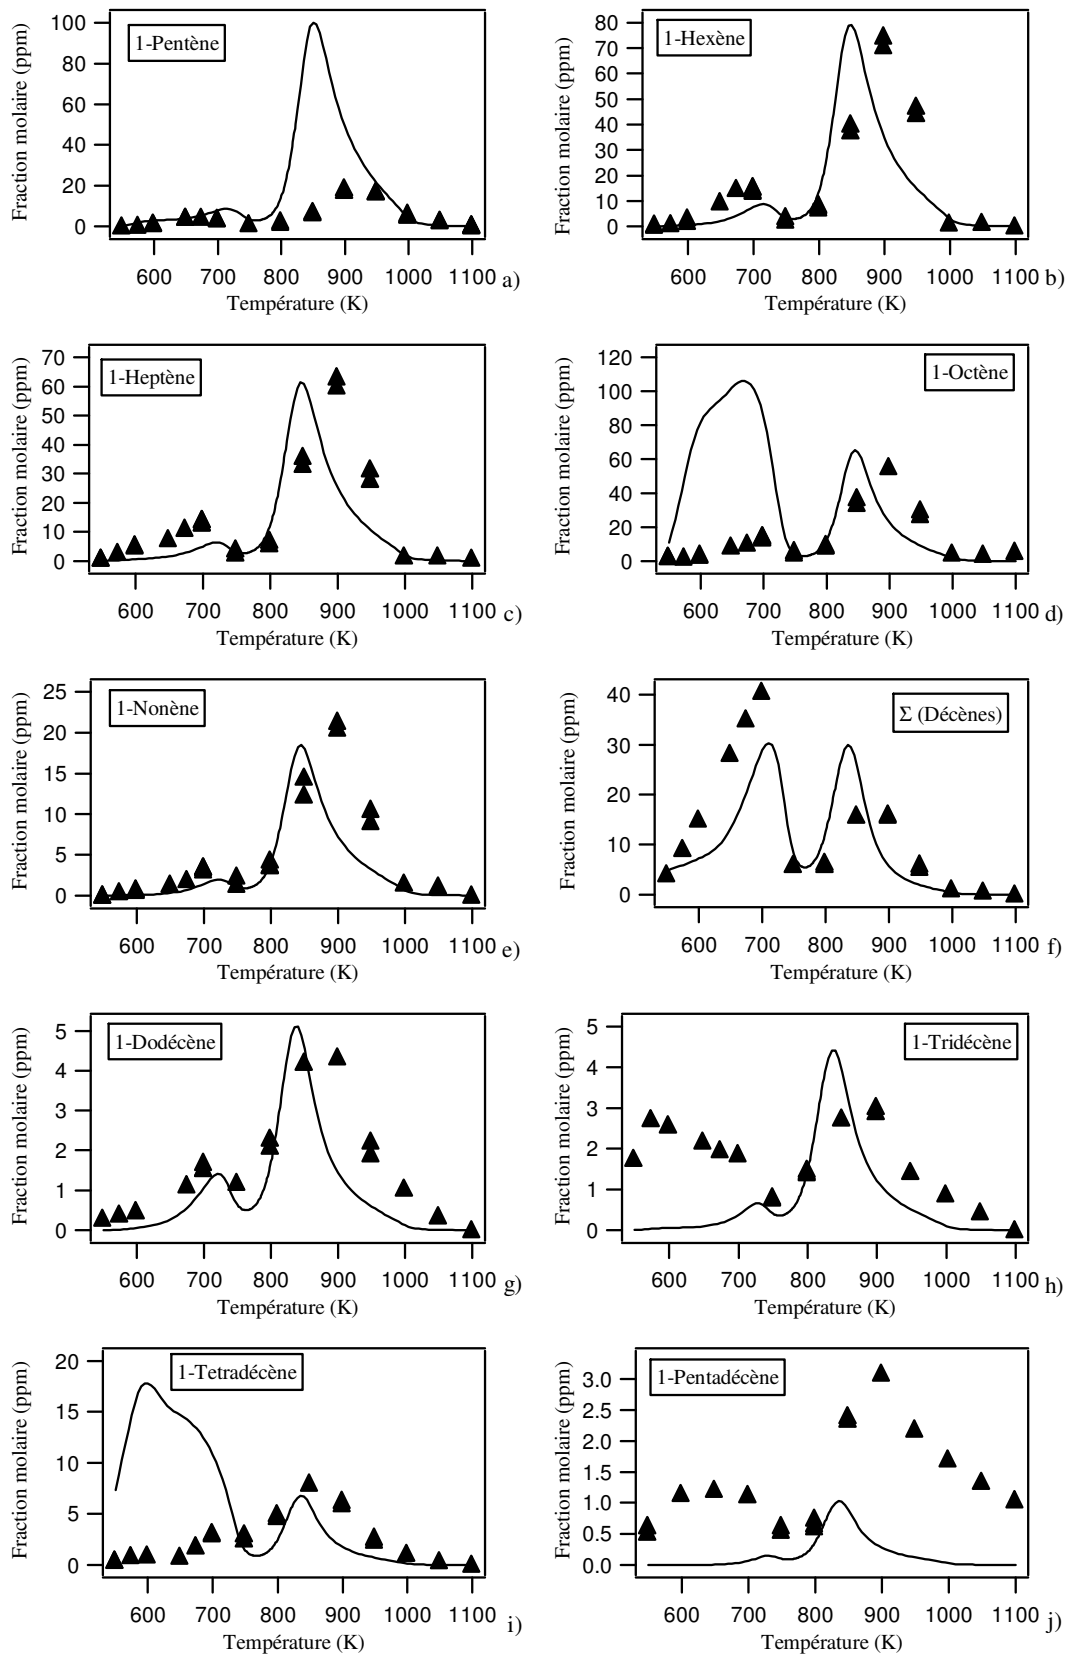 Fraction molaire (ppm)
100
80
60
40
20
0
1-Pentène
600 700 800 900 1000 1100 a)
Température (K)
Fraction molaire (ppm)
80
70
60
50
40
30
20
10
0
1-Hexène
600 700 800 900 1000 1100 b)
Température (K)
Fraction molaire (ppm)
70
60
50
40
30
20
10
0
1-Heptène
600 700 800 900 1000 1100 c)
Température (K)
Fraction molaire (ppm)
120
100
80
60
40
20
0
1-Octène
600 700 800 900 1000 1100 d)
Température (K)
Fraction molaire (ppm)
25
20
15
10
5
0
1-Nonène
600 700 800 900 1000 1100 e)
Température (K)
Fraction molaire (ppm)
40
30
20
10
0
Σ (Décènes)
600 700 800 900 1000 1100 f)
Température (K)
Fraction molaire (ppm)
5
4
3
2
1
0
1-Dodécène
600 700 800 900 1000 1100 g)
Température (K)
Fraction molaire (ppm)
5
4
3
2
1
0
1-Tridécène
600 700 800 900 1000 1100 h)
Température (K)
Fraction molaire (ppm)
20
15
10
5
0
1-Tetradécène
600 700 800 900 1000 1100 i)
Température (K)
Fraction molaire (ppm)
3.0
2.5
2.0
1.5
1.0
0.5
0.0
1-Pentadécène
600 700 800 900 1000 1100 j)
Température (K)